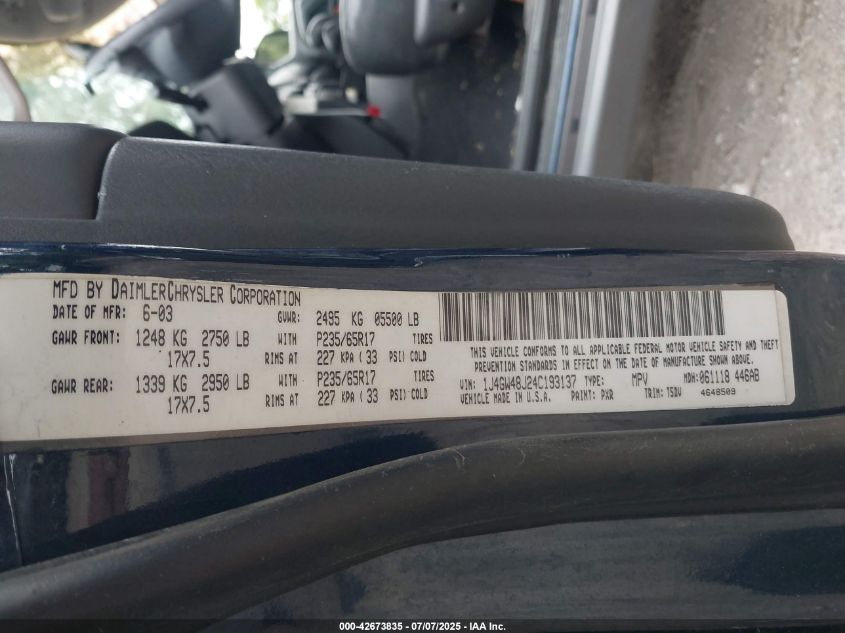 MFD BY DAIMLERCHRYSLER CORPORATION
DATE OF MFR: 6-03 GVWR: 2495 KG 05500 LB
GAWR FRONT: 1248 KG 2750 LB WITH P235/65R17 TIRES
17X7.5 RIMS AT 227 KPA ( 33 PSI) COLD
GAWR REAR: 1339 KG 2950 LB WITH P235/65R17 TIRES
17X7.5 RIMS AT 227 KPA ( 33 PSI) COLD
THIS VEHICLE CONFORMS TO ALL APPLICABLE FEDERAL MOTOR VEHICLE SAFETY AND THEFT
PREVENTION STANDARDS IN EFFECT ON THE DATE OF MANUFACTURE SHOWN ABOVE.
VIN: 1J4GW48J24C193137 TYPE: MPV MDH: 061118 446AB
VEHICLE MADE IN U.S.A. PAINT: PXR TRIM: TSDV 4648509
000-42673835 - 07/07/2025 - IAA Inc.